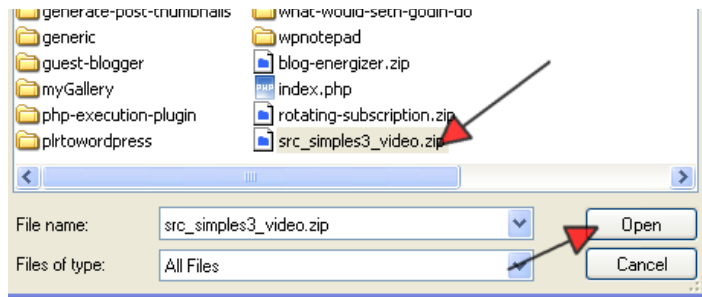 generate-post-thumbnails
generic
guest-blogger
myGallery
php-execution-plugin
plrtowordpress
what-would-seth-godin-do
wpnotepad
blog-energizer.zip
index.php
rotating-subscription.zip
src_simples3_video.zip
File name:
src_simples3_video.zip
Open
Files of type:
All Files
Cancel